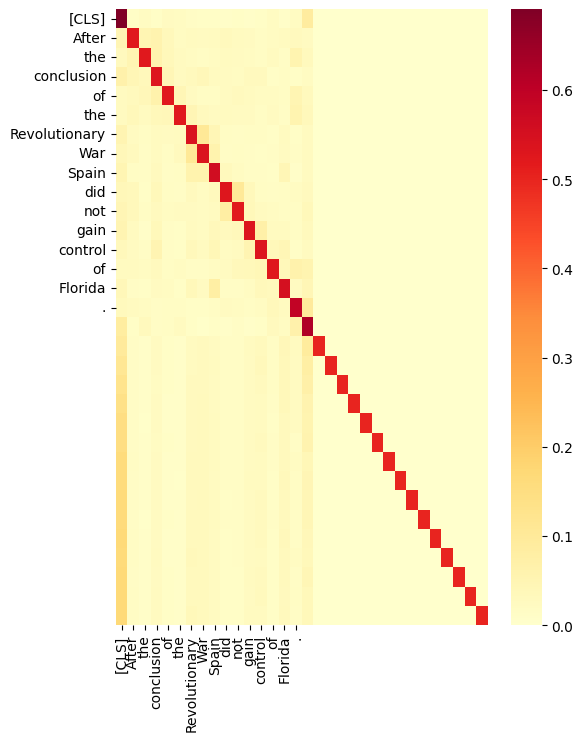 [CLS]
After
the
conclusion
of
the
Revolutionary
War
Spain
did
not
gain
control
of
Florida
.
0.6
0.5
0.4
0.3
0.2
0.1
0.0
[CLS]
After
the
conclusion
of
the
Revolutionary
War
Spain
did
not
gain
control
of
Florida
.